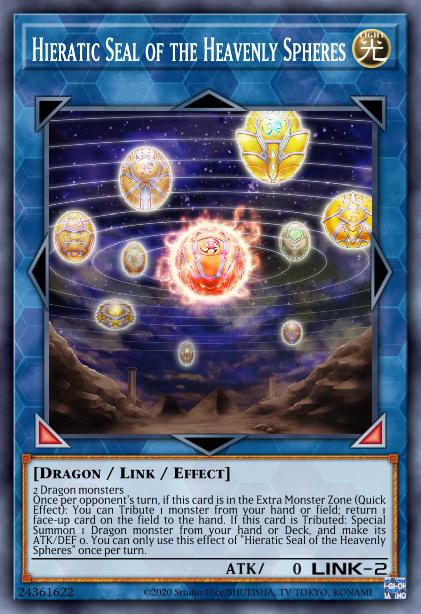 HIERATIC SEAL OF THE HEAVENLY SPHERES
LIGHT
光
[DRAGON / LINK / EFFECT]
2 Dragon monsters
Once per opponent's turn, if this card is in the Extra Monster Zone (Quick
Effect): You can Tribute 1 monster from your hand or field; return 1
face-up card on the field to the hand. If this card is Tributed: Special
Summon 1 Dragon monster from your hand or Deck, and make its
ATK/DEF 0. You can only use this effect of "Hieratic Seal of the Heavenly
Spheres" once per turn.
ATK/ 0 LINK-2
24361622 ©2020 Studio Dice/SHUEISHA, TV TOKYO, KONAMI